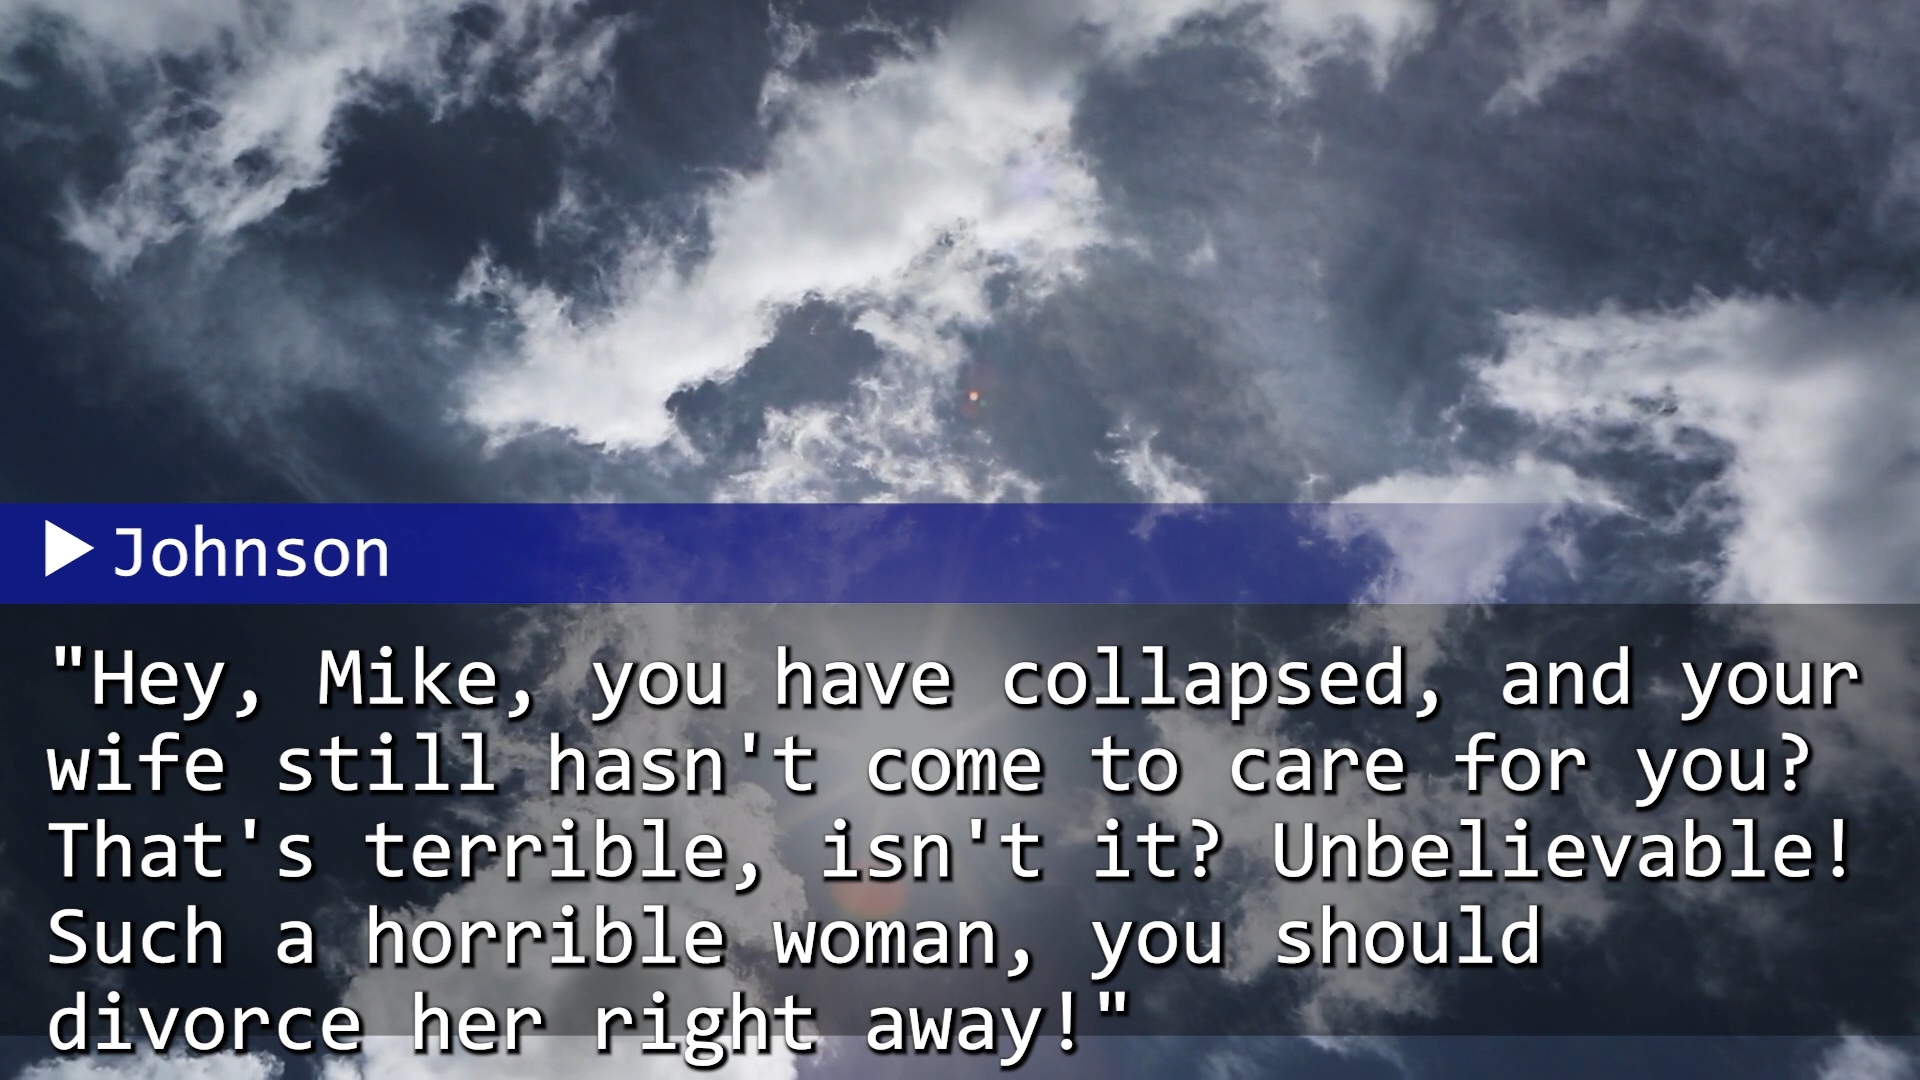 ▶Johnson
"Hey, Mike, you have collapsed, and your
wife still hasn't come to care for you?
That's terrible, isn't it? Unbelievable!
Such a horrible woman, you should
divorce her right away!"